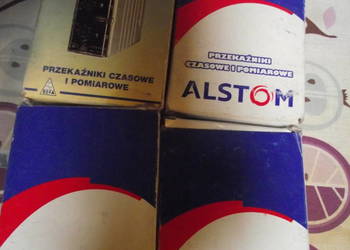 PRZEKAŹNIKI CZASOWE
I POMIAROWE
PRZEKAŹNIKI
CZASOWE I POMIAROWE
ALSTOM